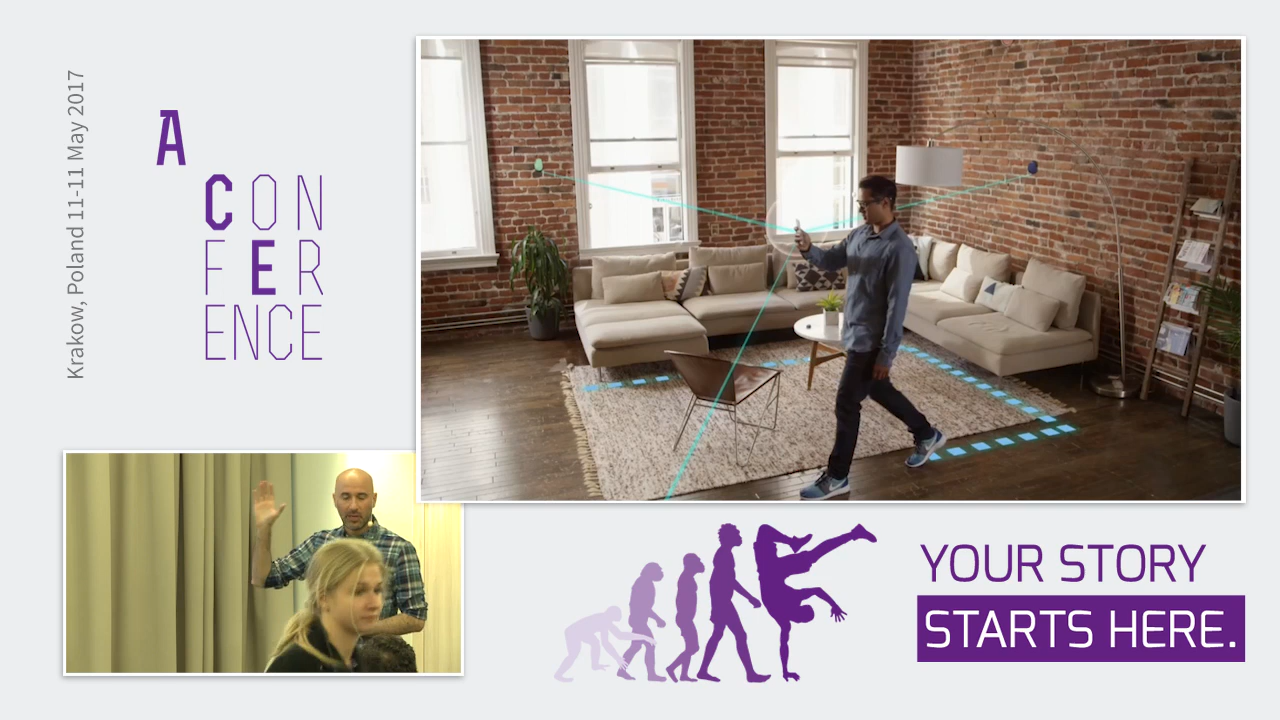 Krakow, Poland 11-11 May 2017
A
CON
FER
ENCE
YOUR STORY
STARTS HERE.